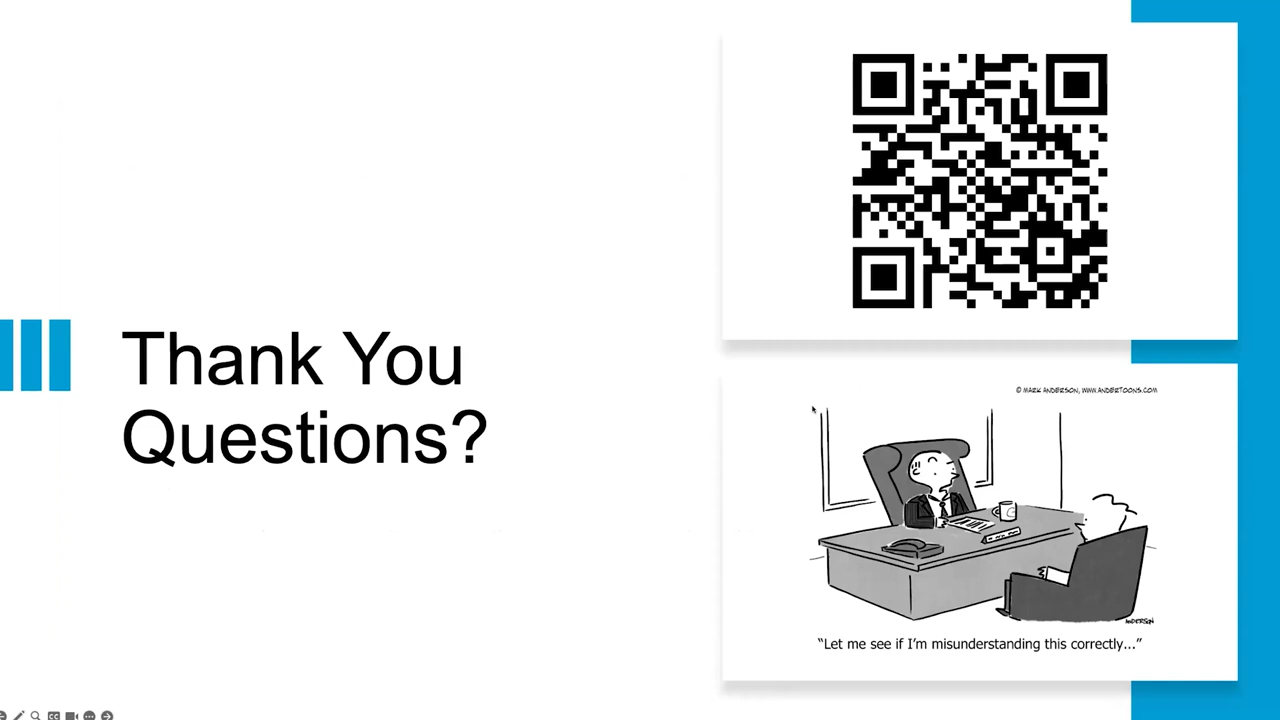 Thank You
Questions?
© MARK ANDERSON, WWW.ANDERTOONS.COM
ANDERSON
“Let me see if I’m misunderstanding this correctly...”